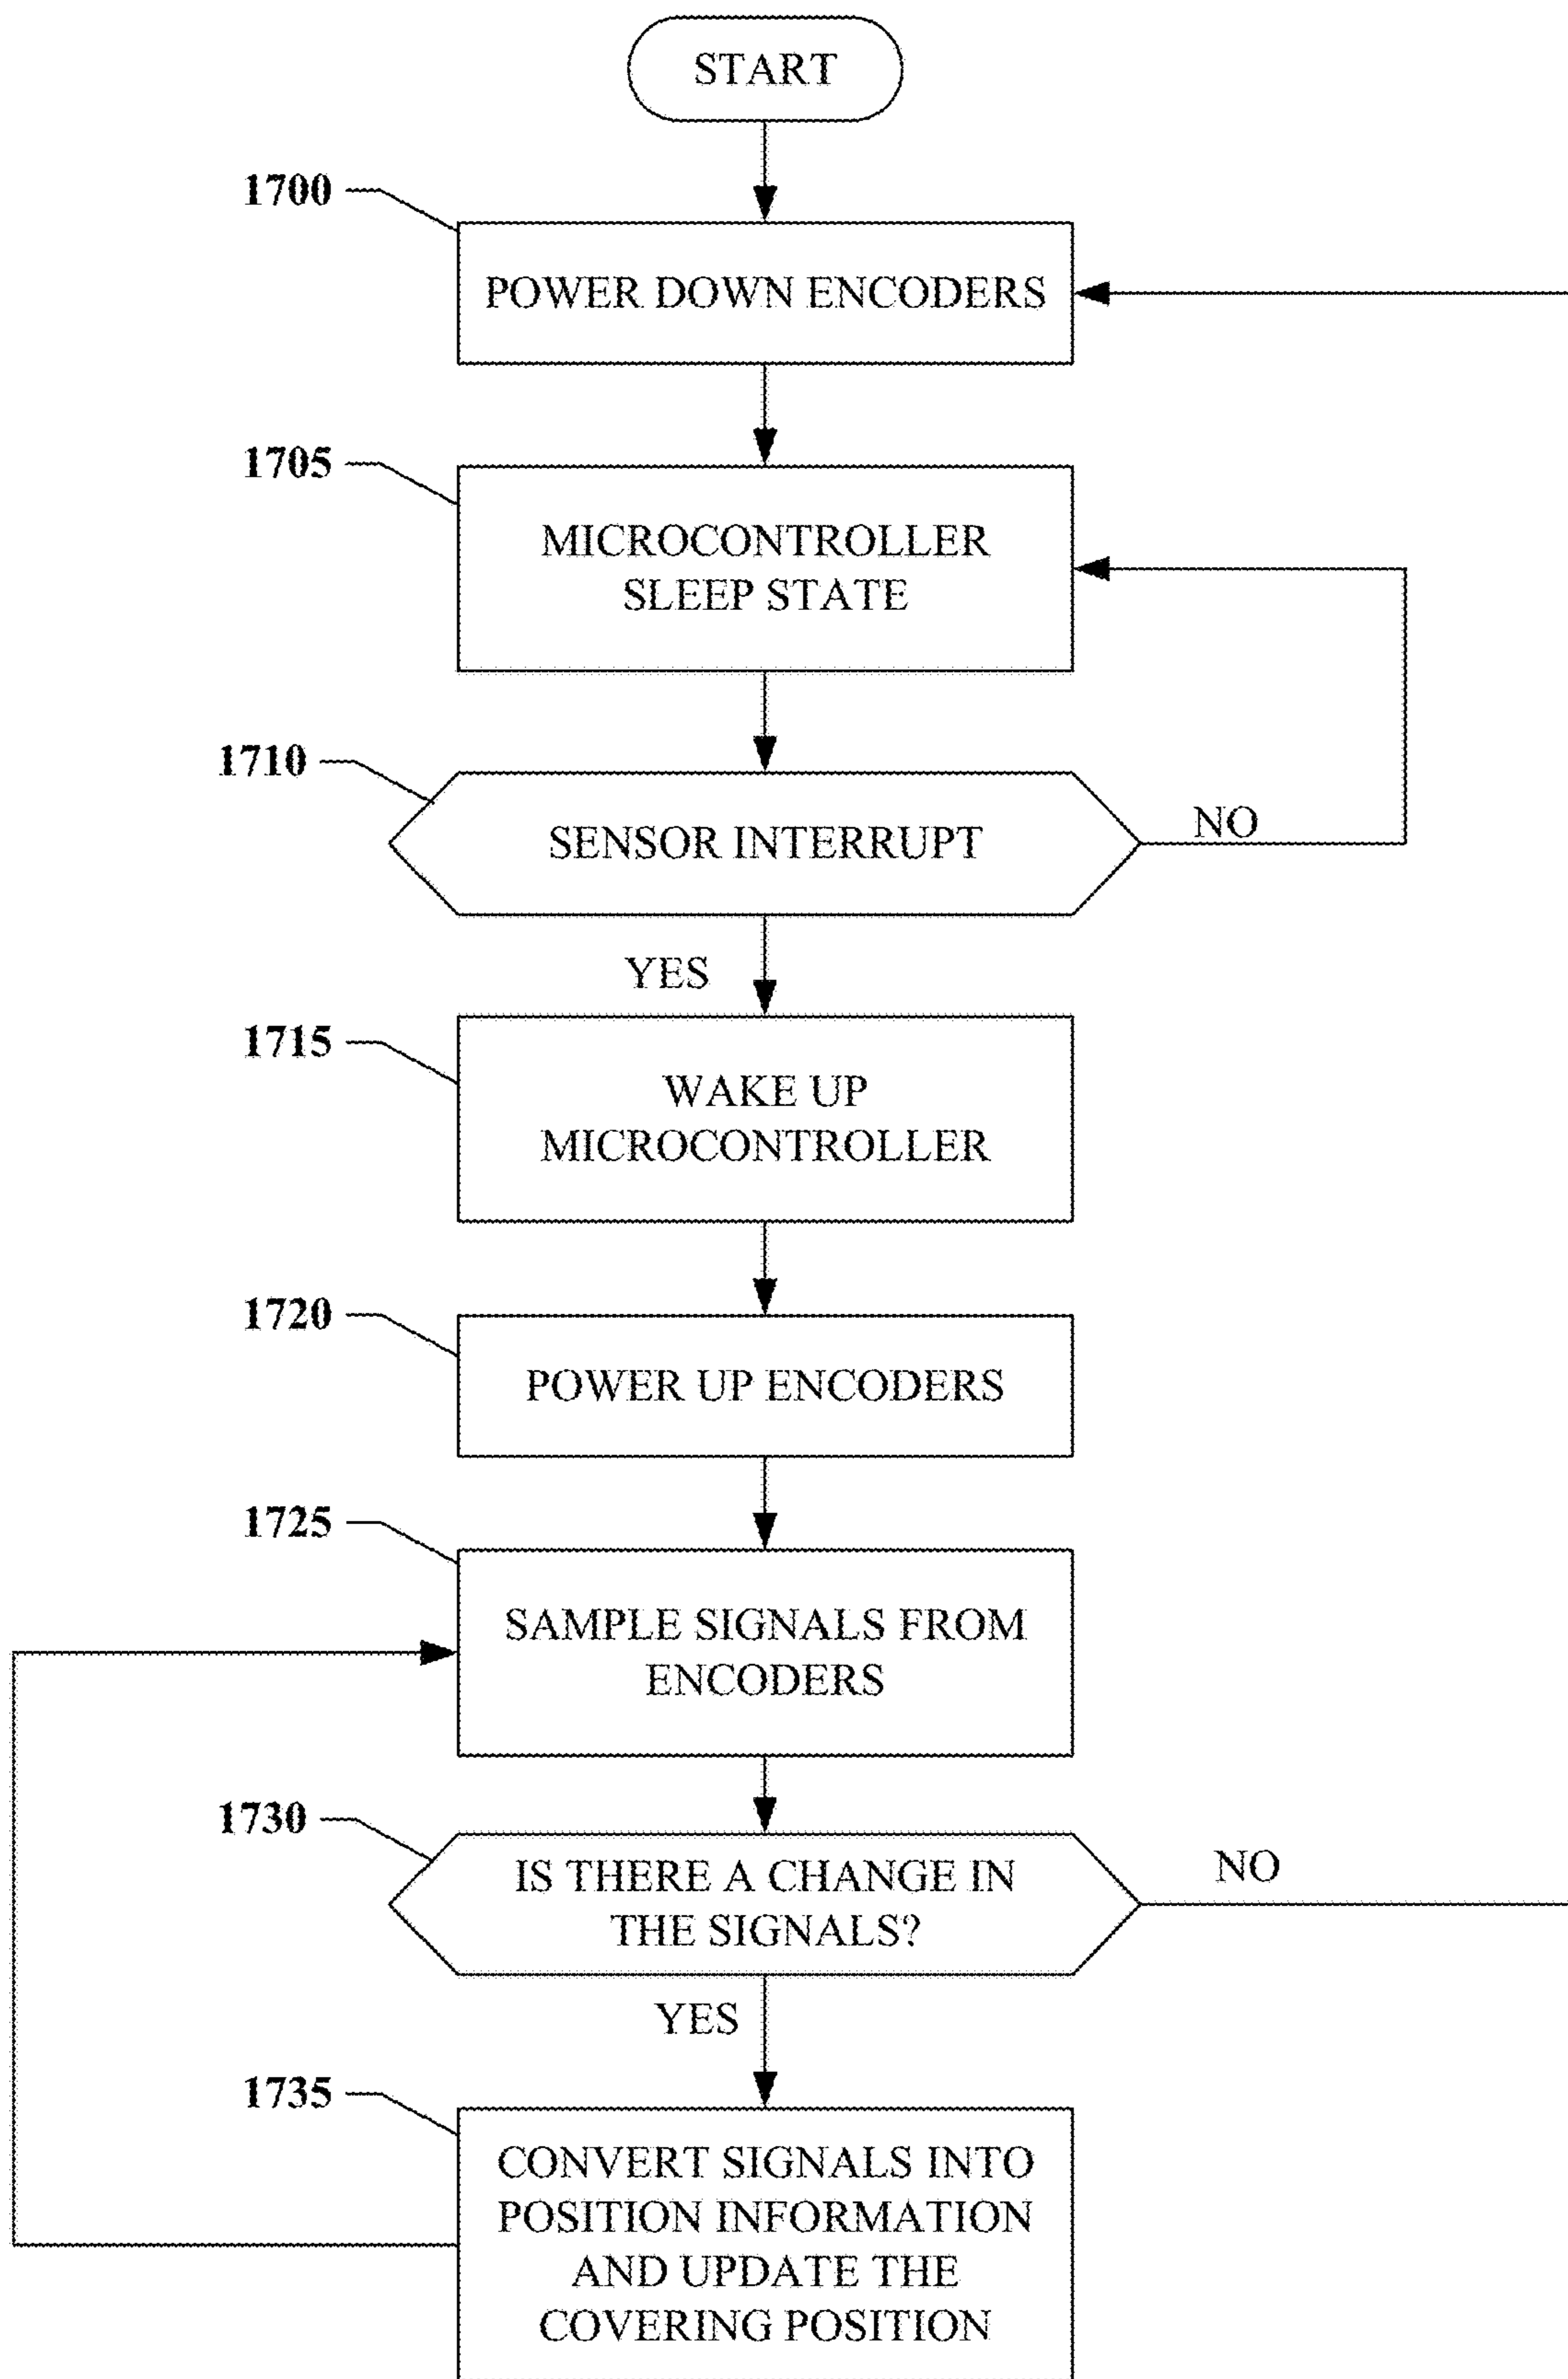 START
1700
POWER DOWN ENCODERS
1705
MICROCONTROLLER
SLEEP STATE
1710
SENSOR INTERRUPT
NO
YES
1715
WAKE UP
MICROCONTROLLER
1720
POWER UP ENCODERS
1725
SAMPLE SIGNALS FROM
ENCODERS
1730
IS THERE A CHANGE IN
THE SIGNALS?
NO
YES
1735
CONVERT SIGNALS INTO
POSITION INFORMATION
AND UPDATE THE
COVERING POSITION